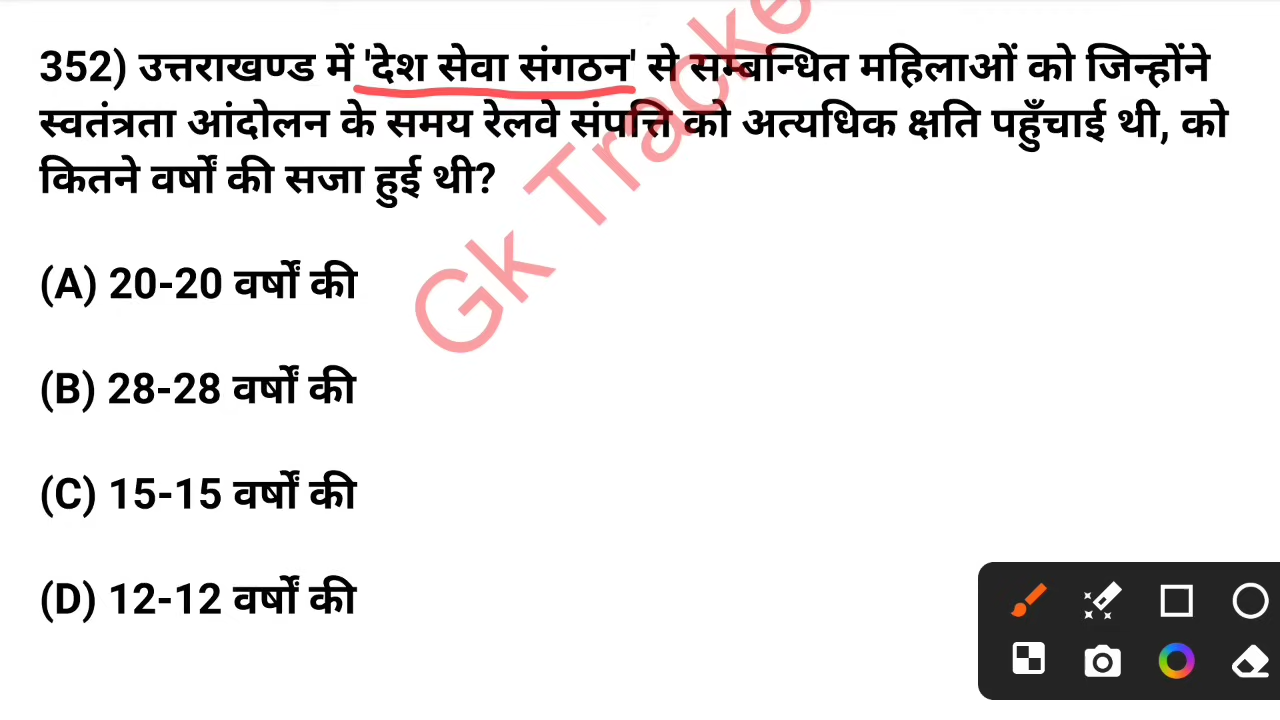 352) उत्तराखण्ड में 'देश सेवा संगठन' से सम्बन्धित महिलाओं को जिन्होंने
स्वतंत्रता आंदोलन के समय रेलवे संपत्ति को अत्यधिक क्षति पहुँचाई थी, को
कितने वर्षों की सजा हुई थी?
(A) 20-20 वर्षों की
(B) 28-28 वर्षों की
(C) 15-15 वर्षों की
(D) 12-12 वर्षों की
Gk Tracke